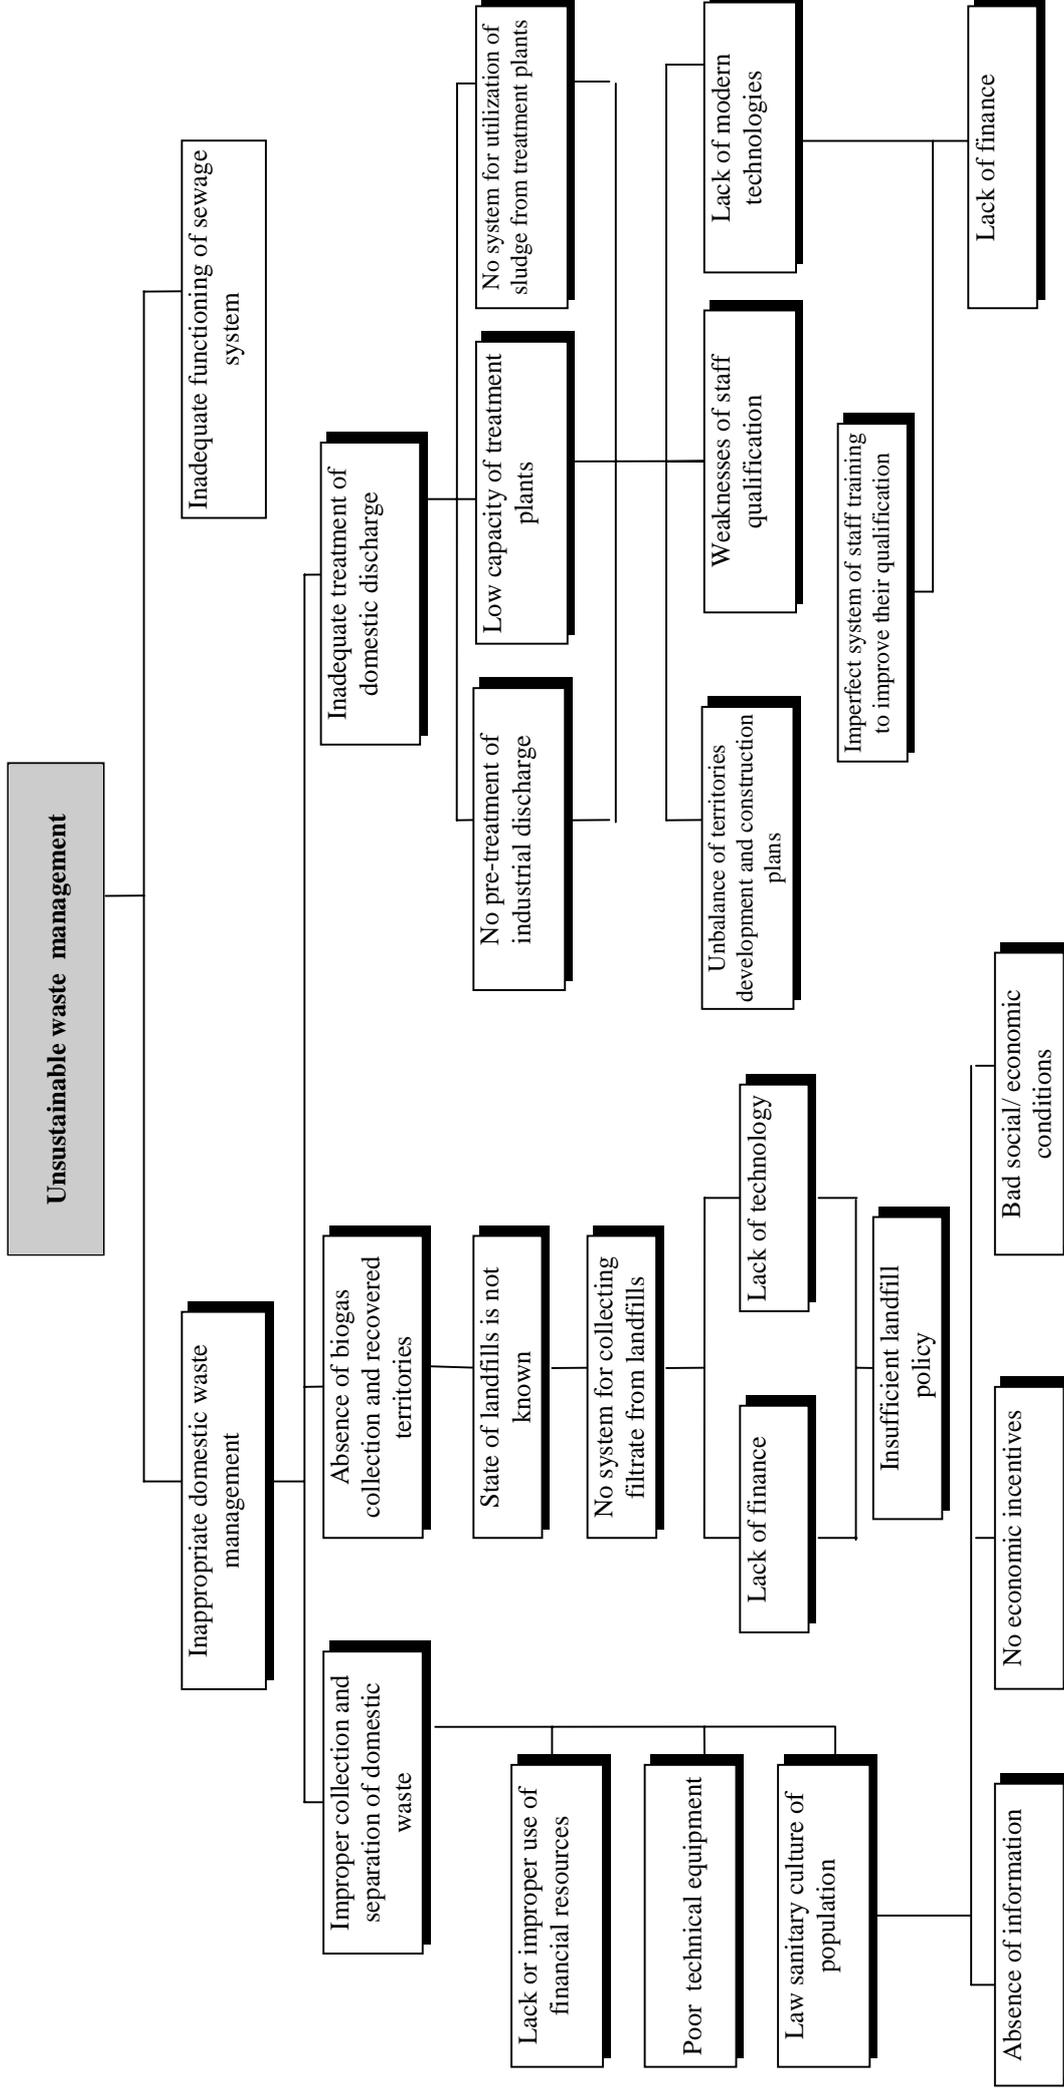 Unsustainable waste management
Inappropriate domestic waste
management
Inadequate functioning of sewage
system
Improper collection and
separation of domestic
waste
Absence of biogas
collection and recovered
territories
Inadequate treatment of
domestic discharge
Lack or improper use of
financial resources
Poor technical equipment
Law sanitary culture of
population
State of landfills is not
known
No system for collecting
filtrate from landfills
Lack of finance
Lack of technology
Insufficient landfill
policy
No pre-treatment of
industrial discharge
Low capacity of treatment
plants
No system for utilization of
sludge from treatment plants
Unbalance of territories
development and construction
plans
Weaknesses of staff
qualification
Lack of modern
technologies
Imperfect system of staff training
to improve their qualification
Lack of finance
Absence of information
No economic incentives
Bad social/ economic
conditions